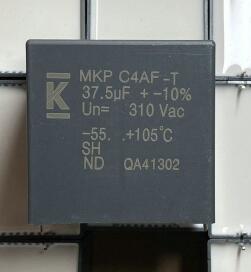 K
MKP C4AF-T
37.5µF + -10%
Un= 310 Vac
-55. .+105°C
SH
ND QA41302